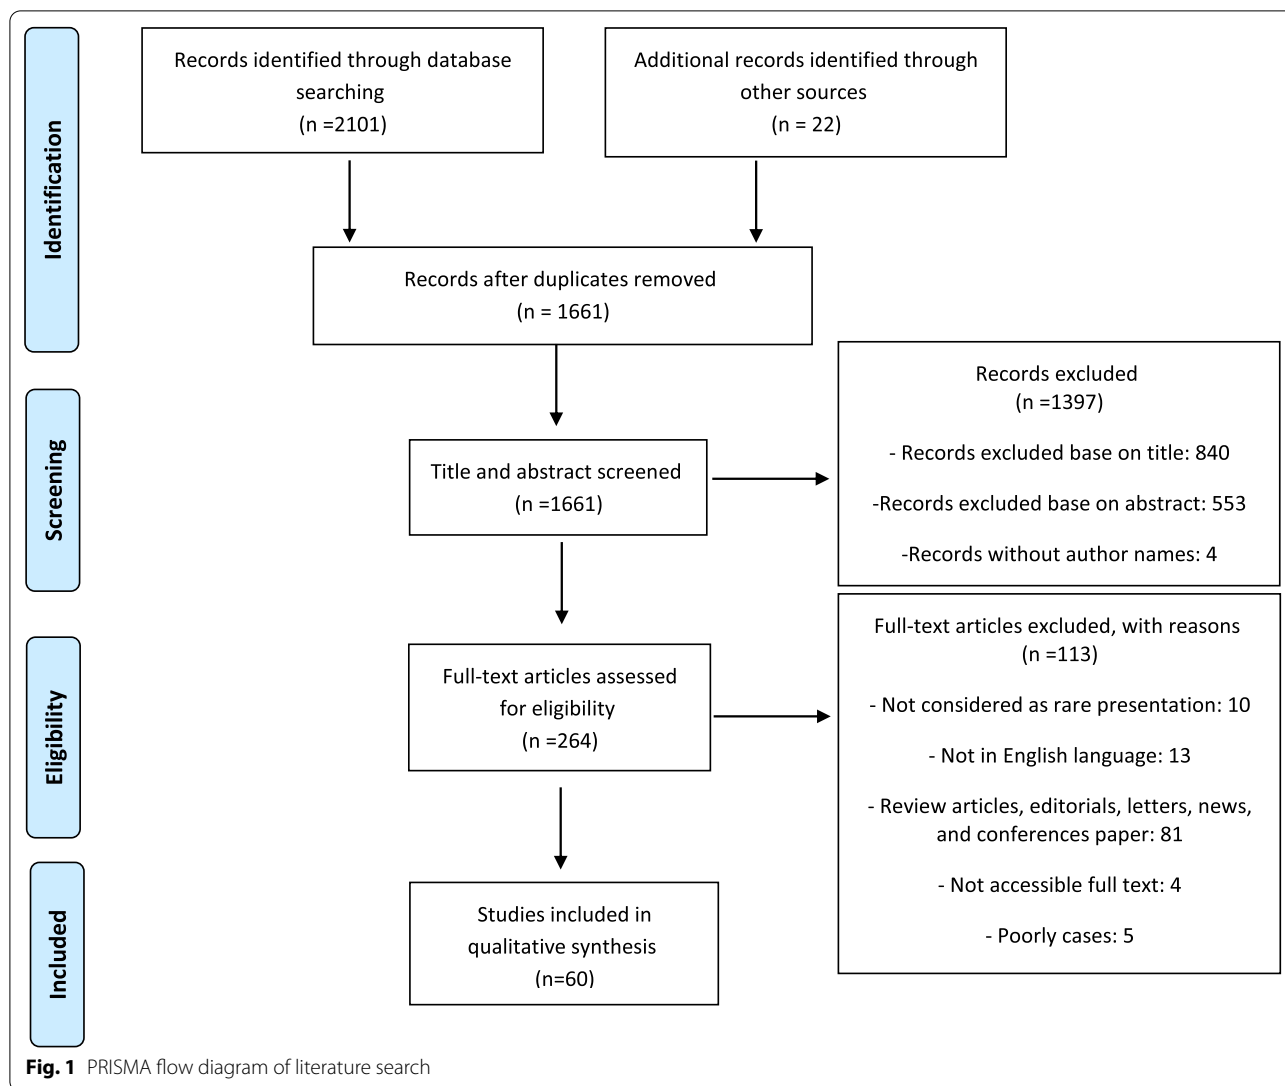 Identification
Records identified through database
searching
(n =2101)
Additional records identified through
other sources
(n = 22)
Records after duplicates removed
(n = 1661)
Screening
Title and abstract screened
(n =1661)
Records excluded
(n =1397)
- Records excluded base on title: 840
-Records excluded base on abstract: 553
-Records without author names: 4
Eligibility
Full-text articles assessed
for eligibility
(n =264)
Full-text articles excluded, with reasons
(n =113)
- Not considered as rare presentation: 10
- Not in English language: 13
- Review articles, editorials, letters, news,
and conferences paper: 81
- Not accessible full text: 4
- Poorly cases: 5
Included
Studies included in
qualitative synthesis
(n=60)
Fig. 1 PRISMA flow diagram of literature search